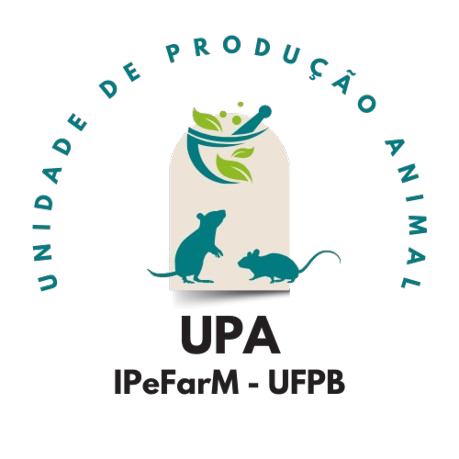 UNIDADE DE PRODUÇÃO ANIMAL
UPA
IPeFarM - UFPB